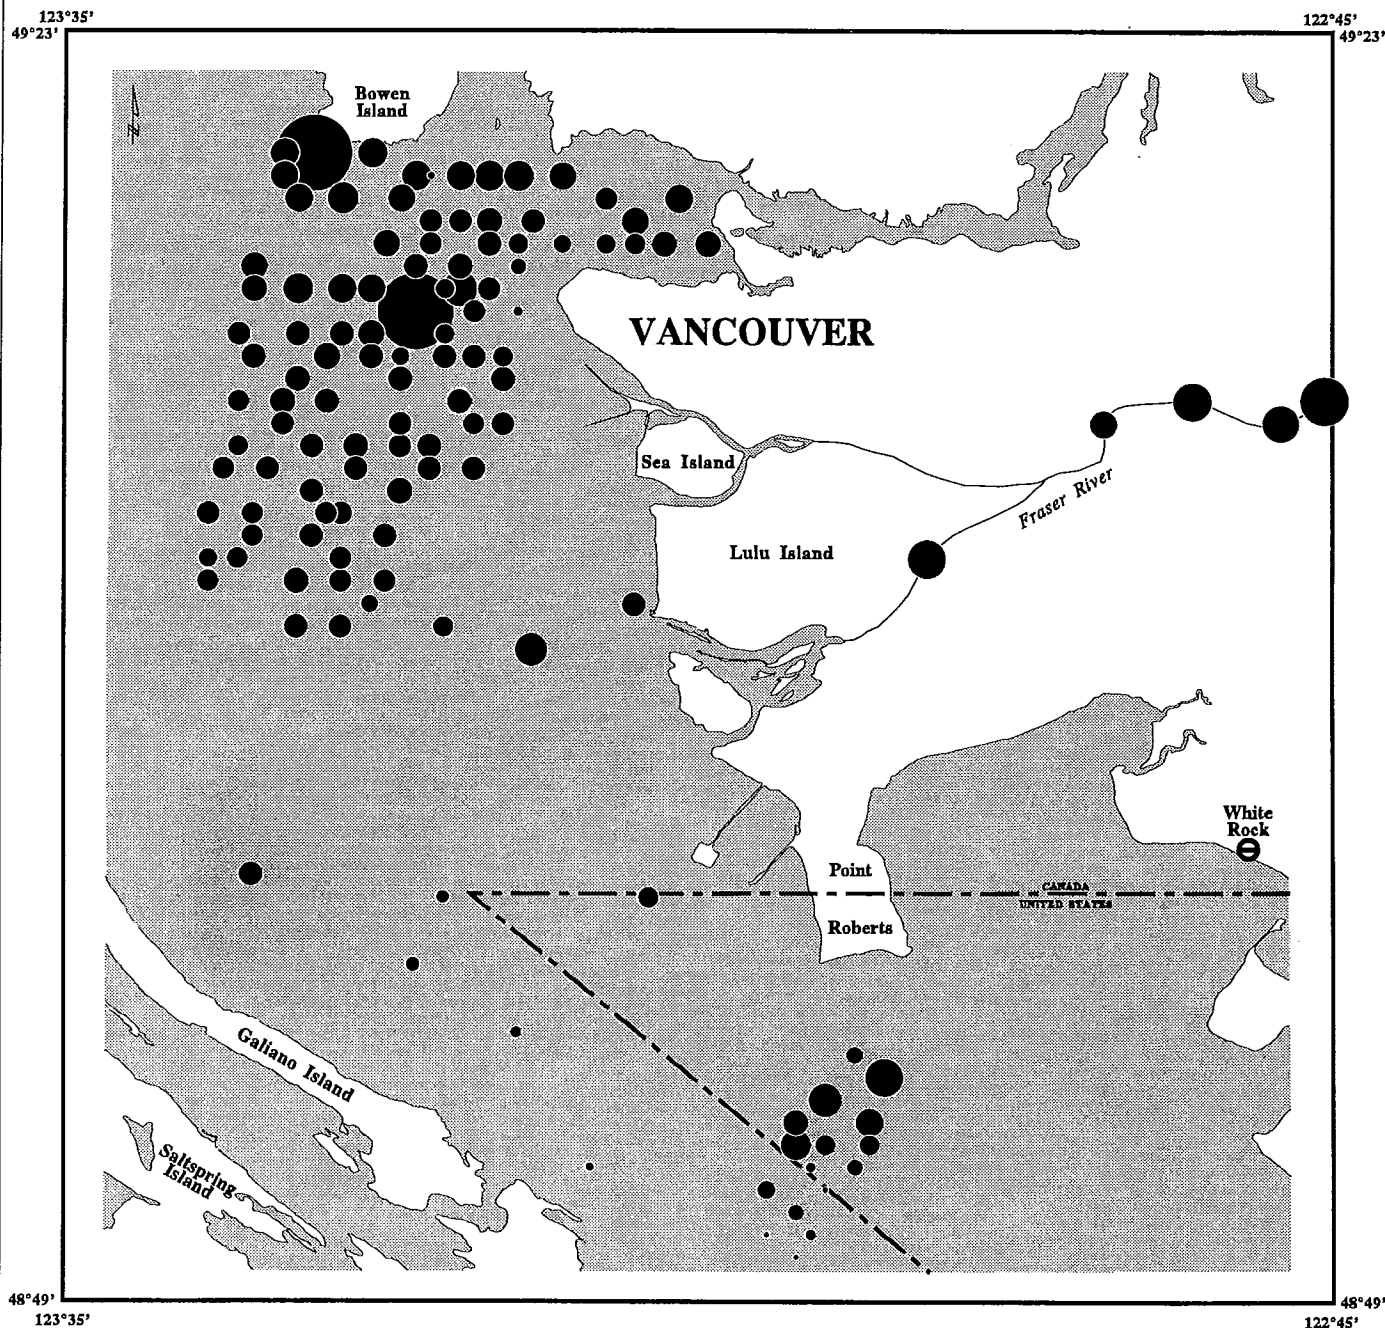 123°35'
122°45'
49°23'
49°23'
Bowen
Island
VANCOUVER
Sea Island
Fraser River
Lulu Island
White
Rock
Point
CANADA
UNITED STATES
Roberts
Galiano Island
Saltspring
Island
48°49'
48°49'
123°35'
122°45'